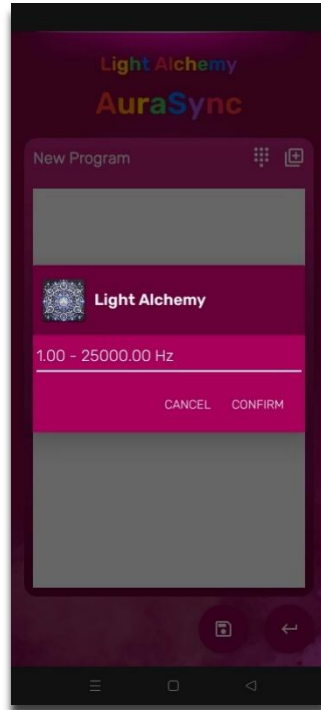 Light Alchemy
AuraSync
New Program
Light Alchemy
1.00 - 25000.00 Hz
CANCEL CONFIRM